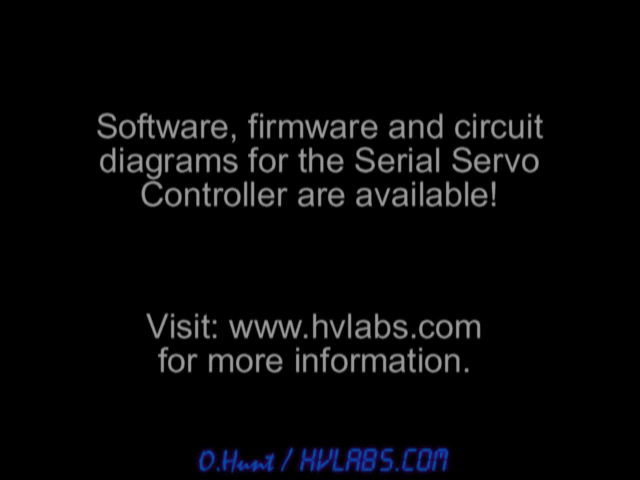 Software, firmware and circuit
diagrams for the Serial Servo
Controller are available!
Visit: www.hvlabs.com
for more information.
O.Hunt / HVLABS.COM